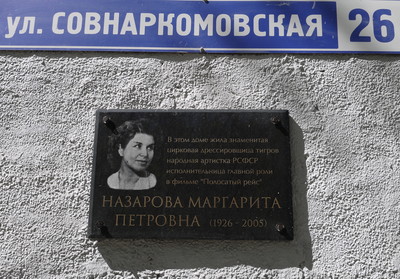 ул. СОВНАРКОМОВСКАЯ 26
В этом доме жила знаменитая
цирковая дрессировщица тигров
народная артистка РСФСР
исполнительница главной роли
в фильме "Полосатый рейс"
НАЗАРОВА МАРГАРИТА
ПЕТРОВНА (1926 - 2005)